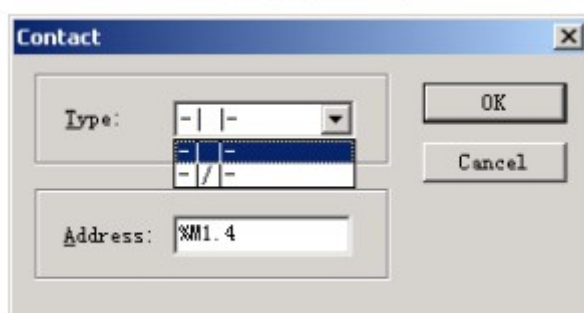 Contact
Type: -| |-
OK
-| |-
-|/|-
Cancel
Address: %M1.4